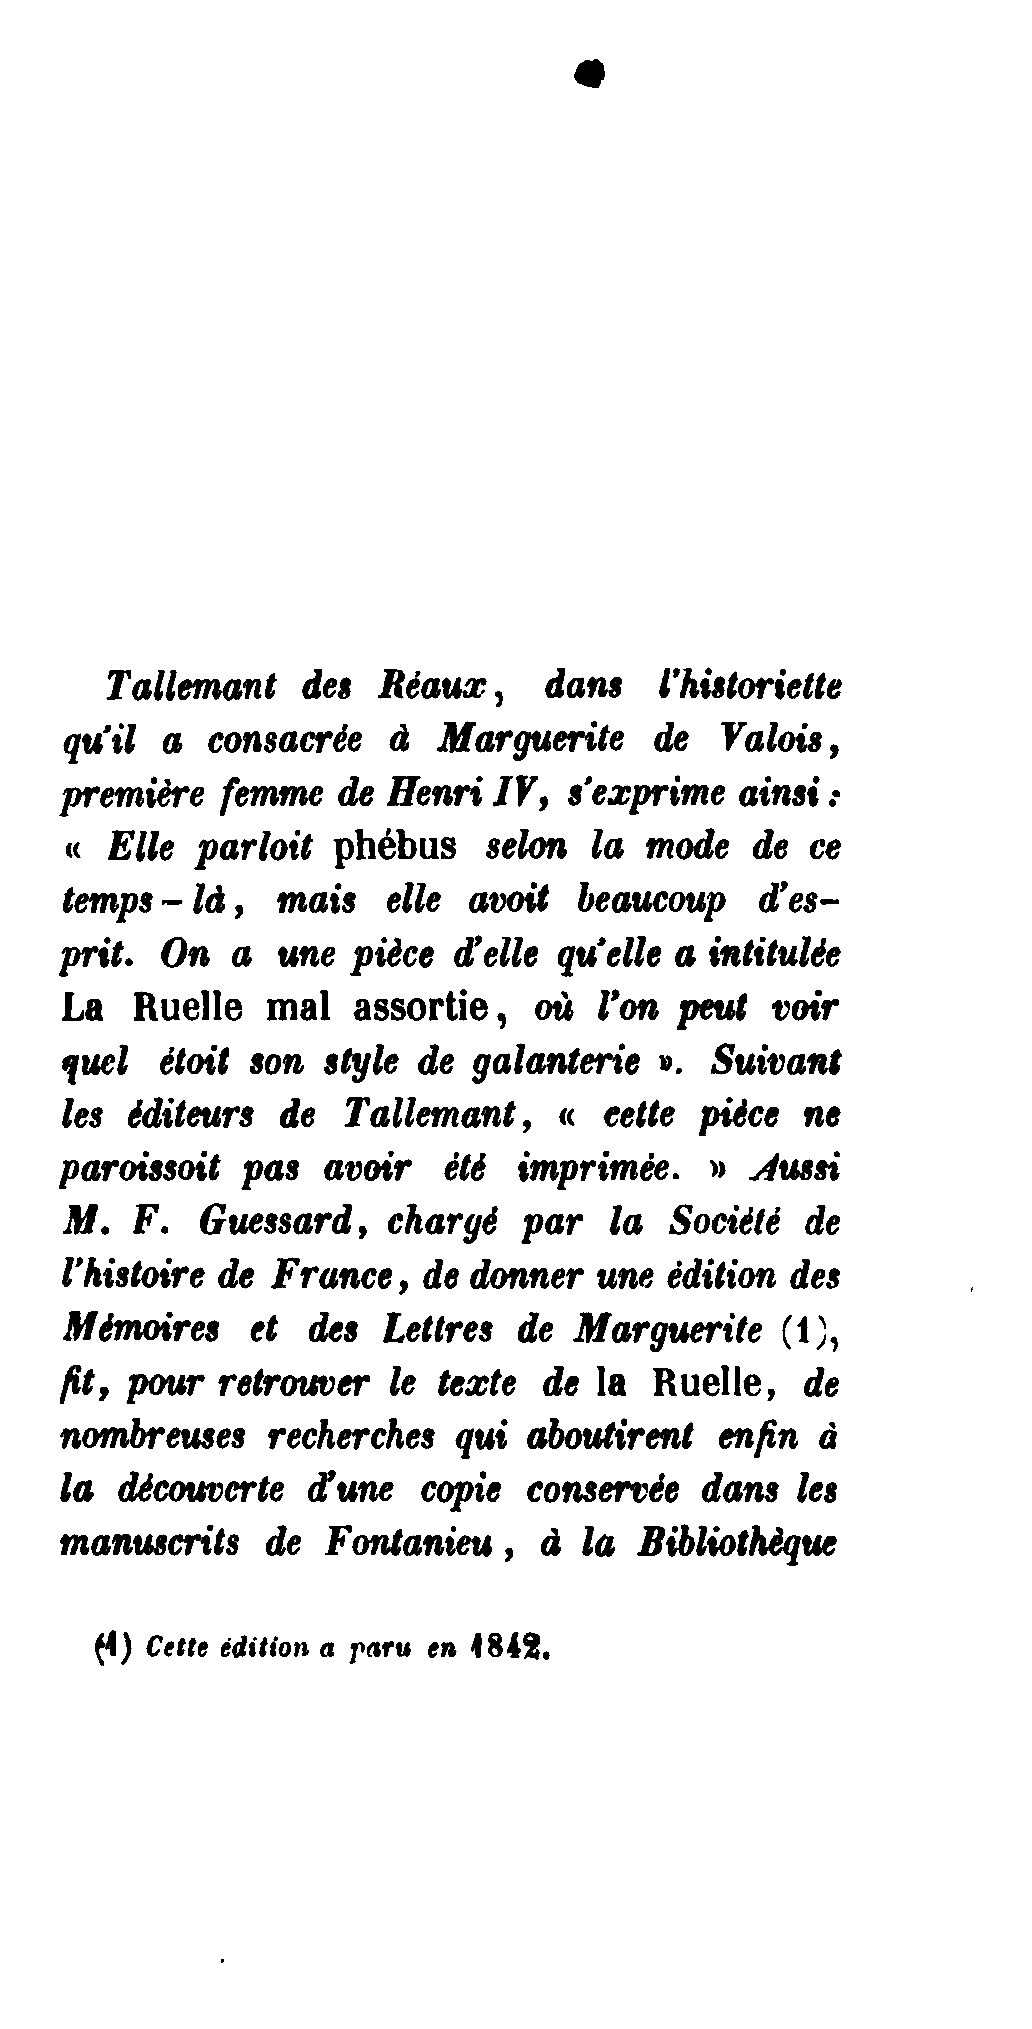 Tallemant des Réaux, dans l'historiette
qu'il a consacrée à Marguerite de Valois,
première femme de Henri IV, s'exprime ainsi :
« Elle parloit phébus selon la mode de ce
temps-là, mais elle avoit beaucoup d'es-
prit. On a une pièce d'elle qu'elle a intitulée
La Ruelle mal assortie, où l'on peut voir
quel étoit son style de galanterie ». Suivant
les éditeurs de Tallemant, « cette pièce ne
paroissoit pas avoir été imprimée. » Aussi
M. F. Guessard, chargé par la Société de
l'histoire de France, de donner une édition des
Mémoires et des Lettres de Marguerite (1),
fit, pour retrouver le texte de la Ruelle, de
nombreuses recherches qui aboutirent enfin à
la découverte d'une copie conservée dans les
manuscrits de Fontanieu, à la Bibliothèque
(1) Cette édition a paru en 1842.